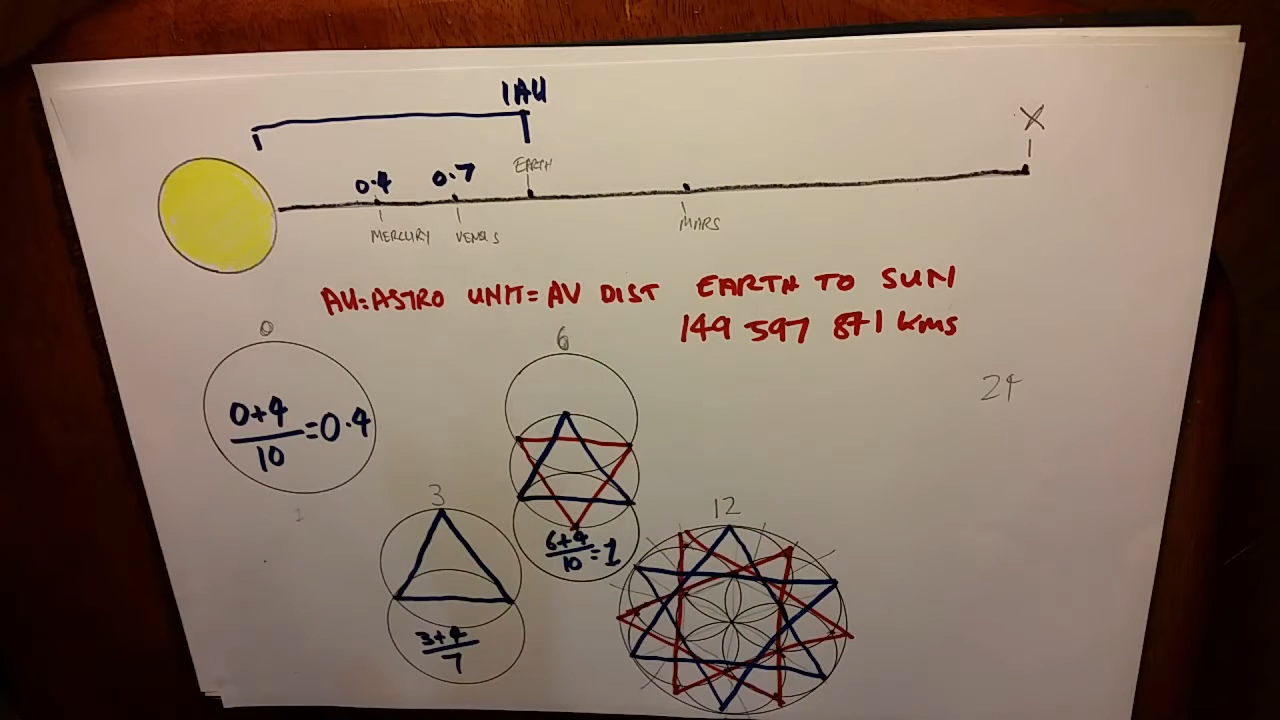 1AU
X
EARTH
0.4 0.7
MERCURY VENUS MARS
AU=ASTRO UNIT=AV DIST EARTH TO SUN
149 597 871 kms
0
6
24
0+4
10
=0.4
3
12
6+4
10
=1
3+4
7